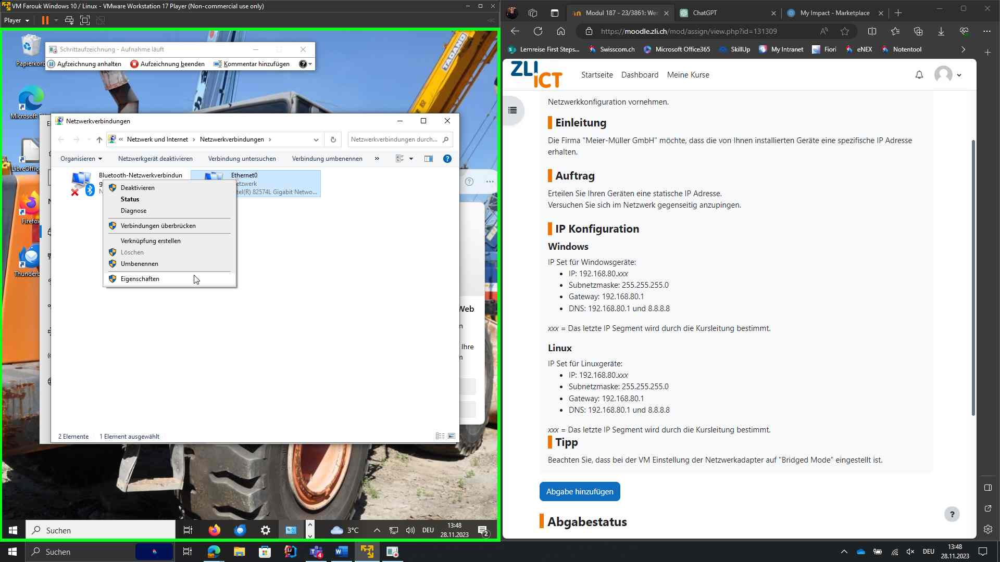 VM Farouk Windows 10 / Linux - VMware Workstation 17 Player (Non-commercial use only)
Player
Papierkorb
Schrittaufzeichnung - Aufnahme läuft
Aufzeichnung anhalten
Aufzeichnung beenden
Kommentar hinzufügen
TADANO
Microsoft E
LibreOffice
Firefox
Thunderb
Netzwerkverbindungen
« Netzwerk und Internet › Netzwerkverbindungen ›
Netzwerkverbindungen durch...
Organisieren
Netzwerkgerät deaktivieren
Verbindung untersuchen
Verbindung umbenennen
»
Bluetooth-Netzwerkverbindun
g
Ethernet0
etzwerk
tel(R) 82574L Gigabit Netwo...
Deaktivieren
Status
Diagnose
Verbindungen überbrücken
Verknüpfung erstellen
Löschen
Umbenennen
Eigenschaften
Web
n
Ihre
n
2 Elemente
1 Element ausgewählt
Suchen
3°C
DEU
13:48
28.11.2023
2
Modul 187 - 23/3861: Wer
ChatGPT
My Impact - Marketplace
https://moodle.zli.ch/mod/assign/view.php?id=131309
Lernreise First Steps...
Swisscom.ch
Microsoft Office365
SkillUp
My Intranet
Fiori
eNEX
Notentool
ZLI ICT
Startseite
Dashboard
Meine Kurse
Netzwerkkonfiguration vornehmen.
Einleitung
Die Firma "Meier-Müller GmbH" möchte, dass die von Ihnen installierten Geräte eine spezifische IP Adresse
erhalten.
Auftrag
Erteilen Sie Ihren Geräten eine statische IP Adresse.
Versuchen Sie sich im Netzwerk gegenseitig anzupingen.
IP Konfiguration
Windows
IP Set für Windowsgeräte:
• IP: 192.168.80.xxx
• Subnetzmaske: 255.255.255.0
• Gateway: 192.168.80.1
• DNS: 192.168.80.1 und 8.8.8.8
xxx = Das letzte IP Segment wird durch die Kursleitung bestimmt.
Linux
IP Set für Linuxgeräte:
• IP: 192.168.80.xxx
• Subnetzmaske: 255.255.255.0
• Gateway: 192.168.80.1
• DNS: 192.168.80.1 und 8.8.8.8
xxx = Das letzte IP Segment wird durch die Kursleitung bestimmt.
Tipp
Beachten Sie, dass bei der VM Einstellung der Netzwerkadapter auf "Bridged Mode" eingestellt ist.
Abgabe hinzufügen
Abgabestatus
?
Suchen
4
DEU
13:48
28.11.2023